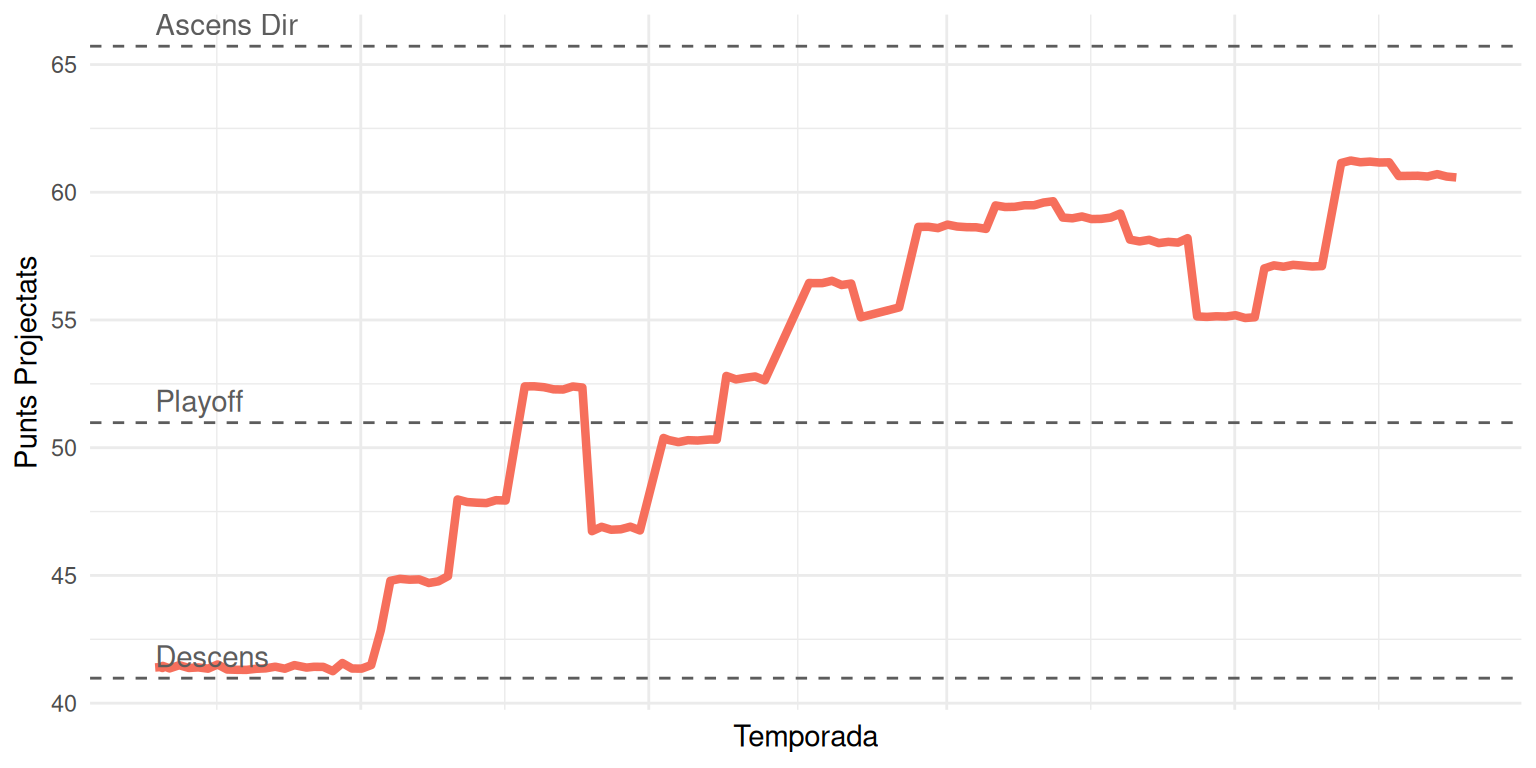 Ascens Dir
65
60
55
Playoff
50
45
Descens
40
Punts Projectats
Temporada